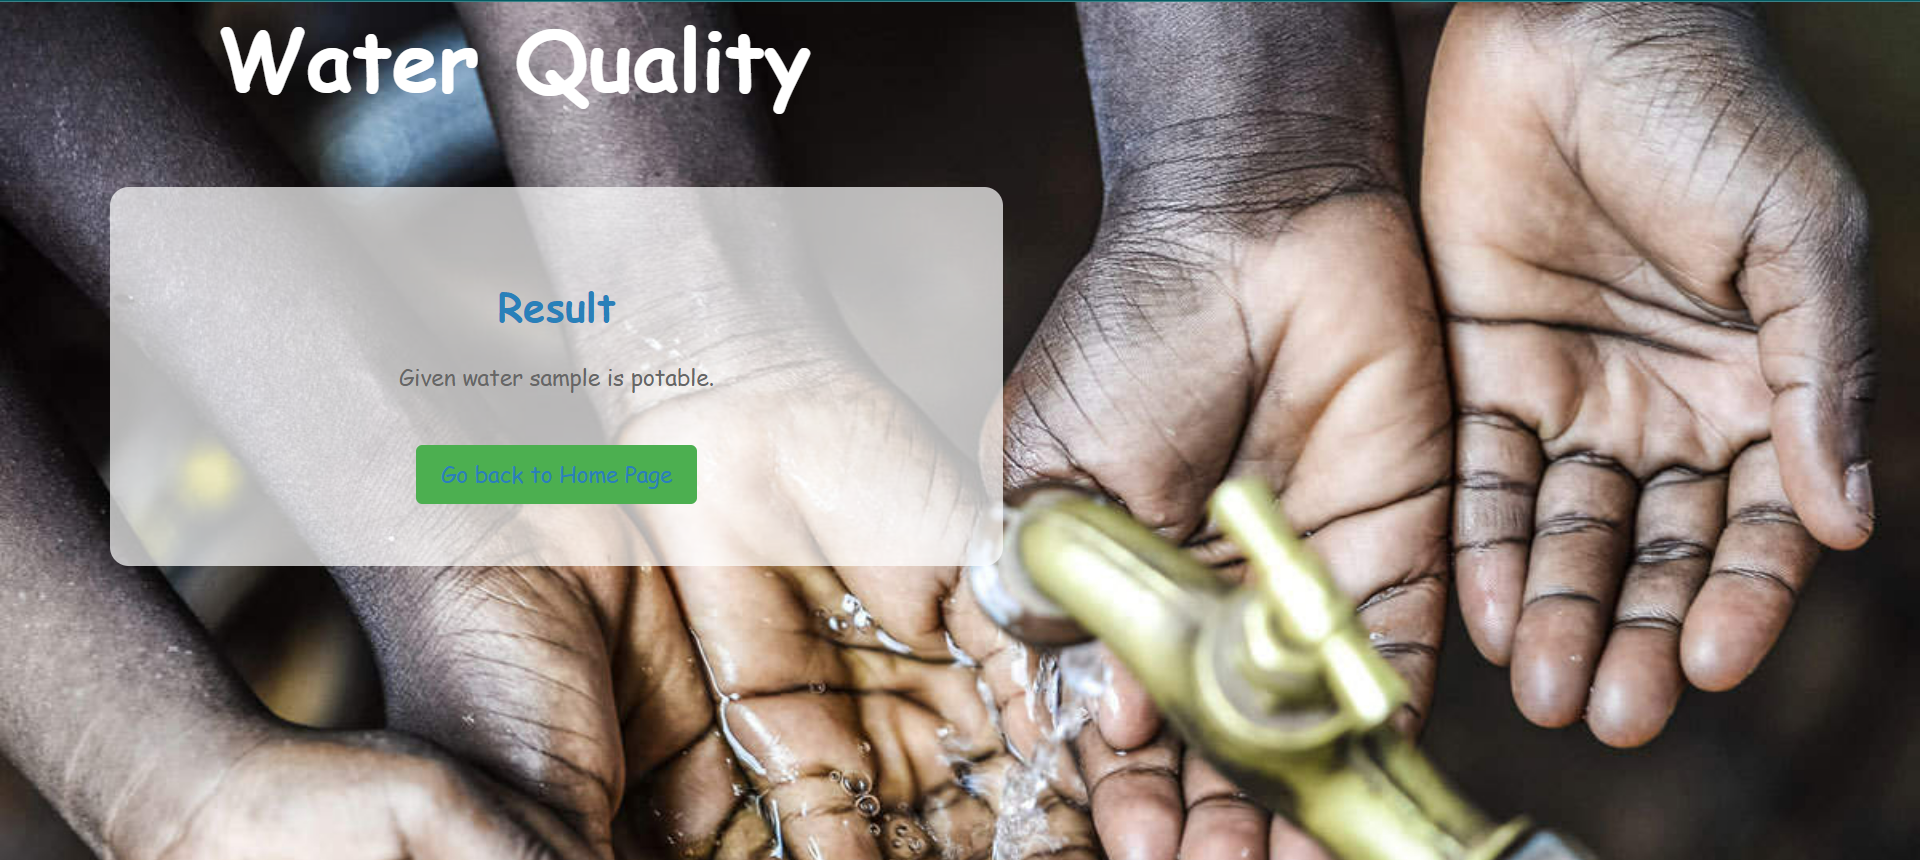 Water Quality
Result
Given water sample is potable.
Go back to Home Page